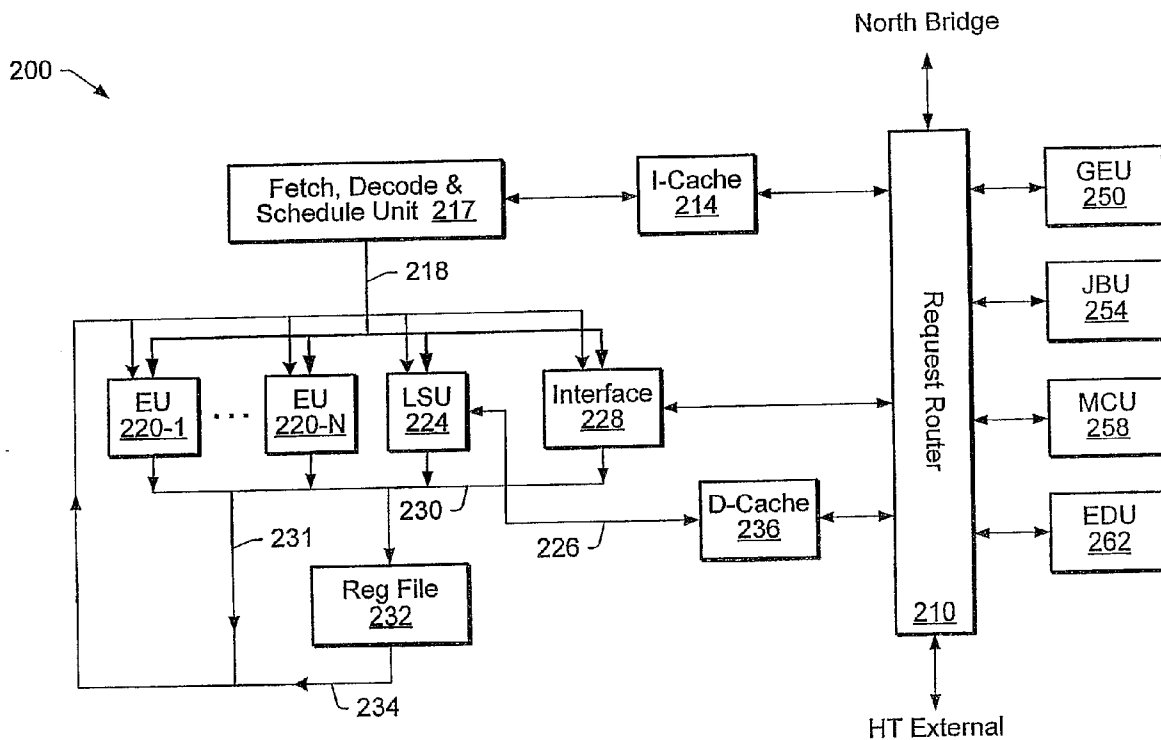 North Bridge
200
Fetch, Decode &
Schedule Unit 217
I-Cache
214
GEU
250
218
JBU
254
Request Router
EU
220-1
...
EU
220-N
LSU
224
Interface
228
MCU
258
230
D-Cache
236
226
EDU
262
231
Reg File
232
210
234
HT External